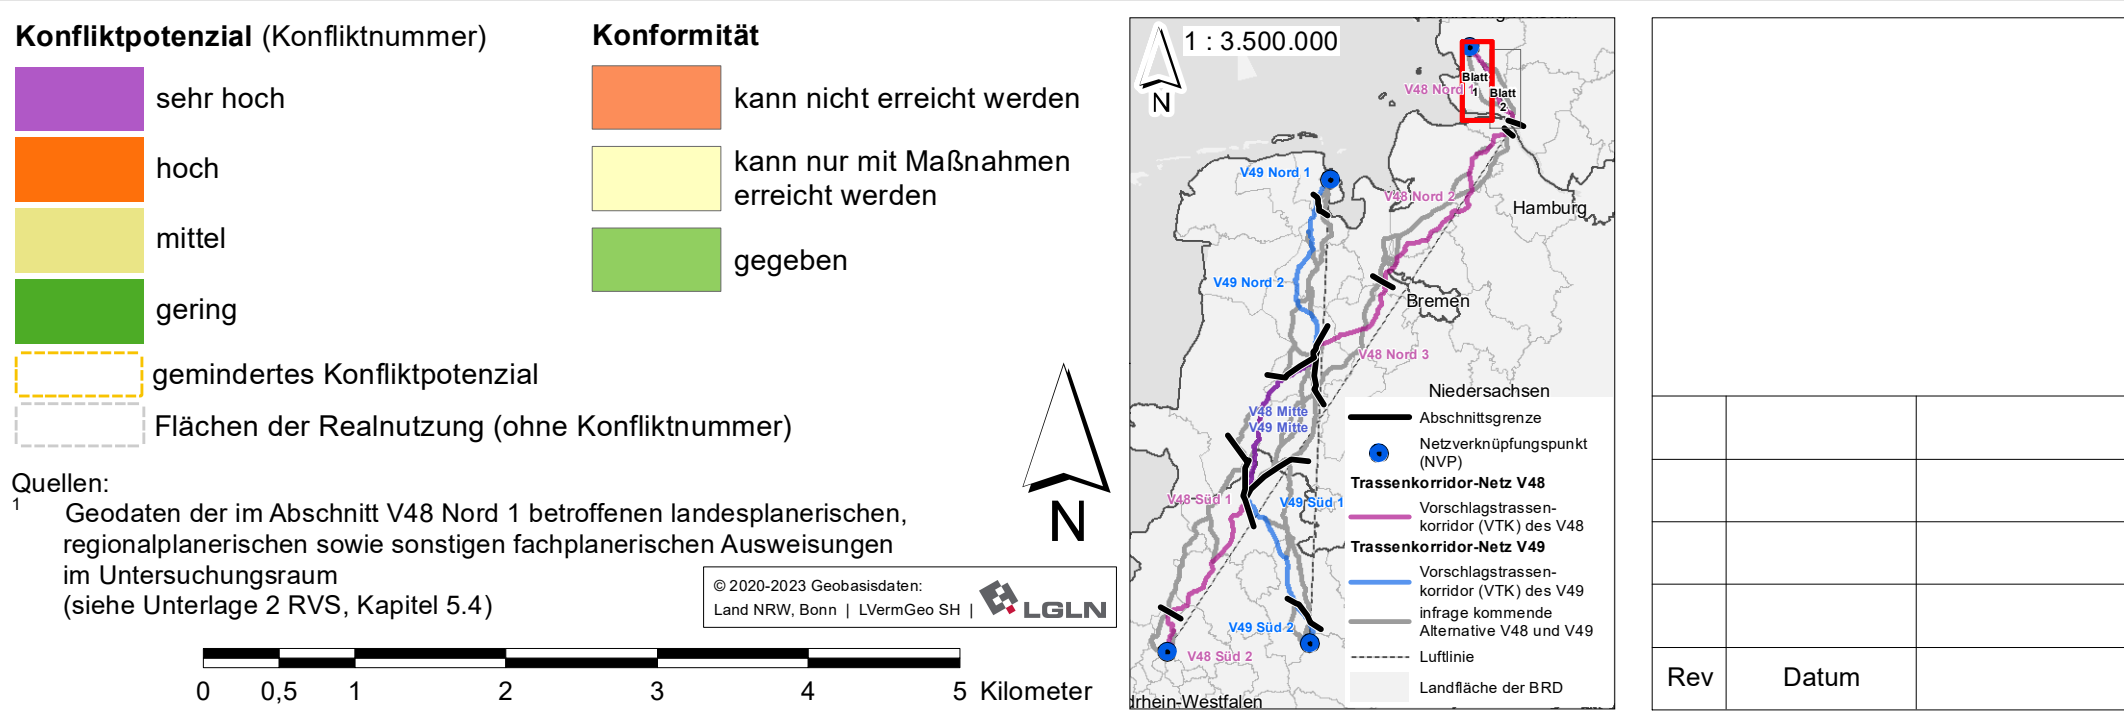 Konfliktpotenzial (Konfliktnummer)
sehr hoch
hoch
mittel
gering
gemindertes Konfliktpotenzial
Flächen der Realnutzung (ohne Konfliktnummer)
Konformität
kann nicht erreicht werden
kann nur mit Maßnahmen
erreicht werden
gegeben
Quellen:
1 Geodaten der im Abschnitt V48 Nord 1 betroffenen landesplanerischen,
regionalplanerischen sowie sonstigen fachplanerischen Ausweisungen
im Untersuchungsraum
(siehe Unterlage 2 RVS, Kapitel 5.4)
N
© 2020-2023 Geobasisdaten:
Land NRW, Bonn | LVermGeo SH |
LGLN
0 0,5 1 2 3 4 5 Kilometer
1 : 3.500.000
N
Blatt
1
Blatt
2
V48 Nord 1
V49 Nord 1
V48 Nord 2
Hamburg
V49 Nord 2
Bremen
V48 Nord 3
Niedersachsen
V48 Mitte
V49 Mitte
V48 Süd 1
V49 Süd 1
V49 Süd 2
V48 Süd 2
drhein-Westfalen
Abschnittsgrenze
Netzverknüpfungspunkt
(NVP)
Trassenkorridor-Netz V48
Vorschlagstrassen-
korridor (VTK) des V48
Trassenkorridor-Netz V49
Vorschlagstrassen-
korridor (VTK) des V49
infrage kommende
Alternative V48 und V49
Luftlinie
Landfläche der BRD
Rev Datum